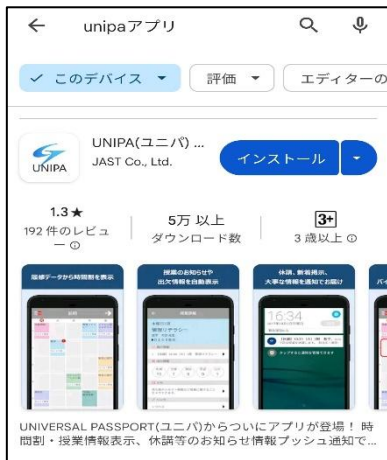 unipaアプリ
このデバイス
評価
エディターの
UNIPA
UNIPA(ユニパ) ...
JAST Co., Ltd.
インストール
1.3★
192 件のレビュー
5万 以上
ダウンロード数
3+
3 歳以上
履修データから時間割を表示
授業のお知らせや
出欠情報を自動表示
休講、新着掲示、
大事な情報を通知でお届け
16:34
UNIVERSAL PASSPORT(ユニパ)からついにアプリが登場! 時
間割・授業情報表示、休講等のお知らせ情報プッシュ通知で...